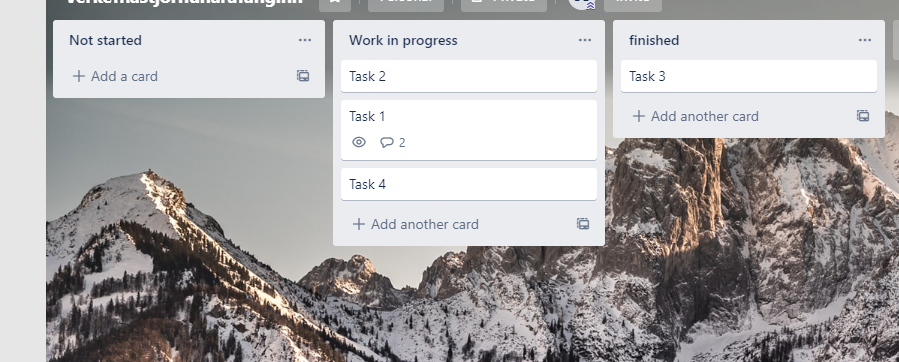 Not started
Add a card
Work in progress
Task 2
Task 1
2
Task 4
Add another card
finished
Task 3
Add another card